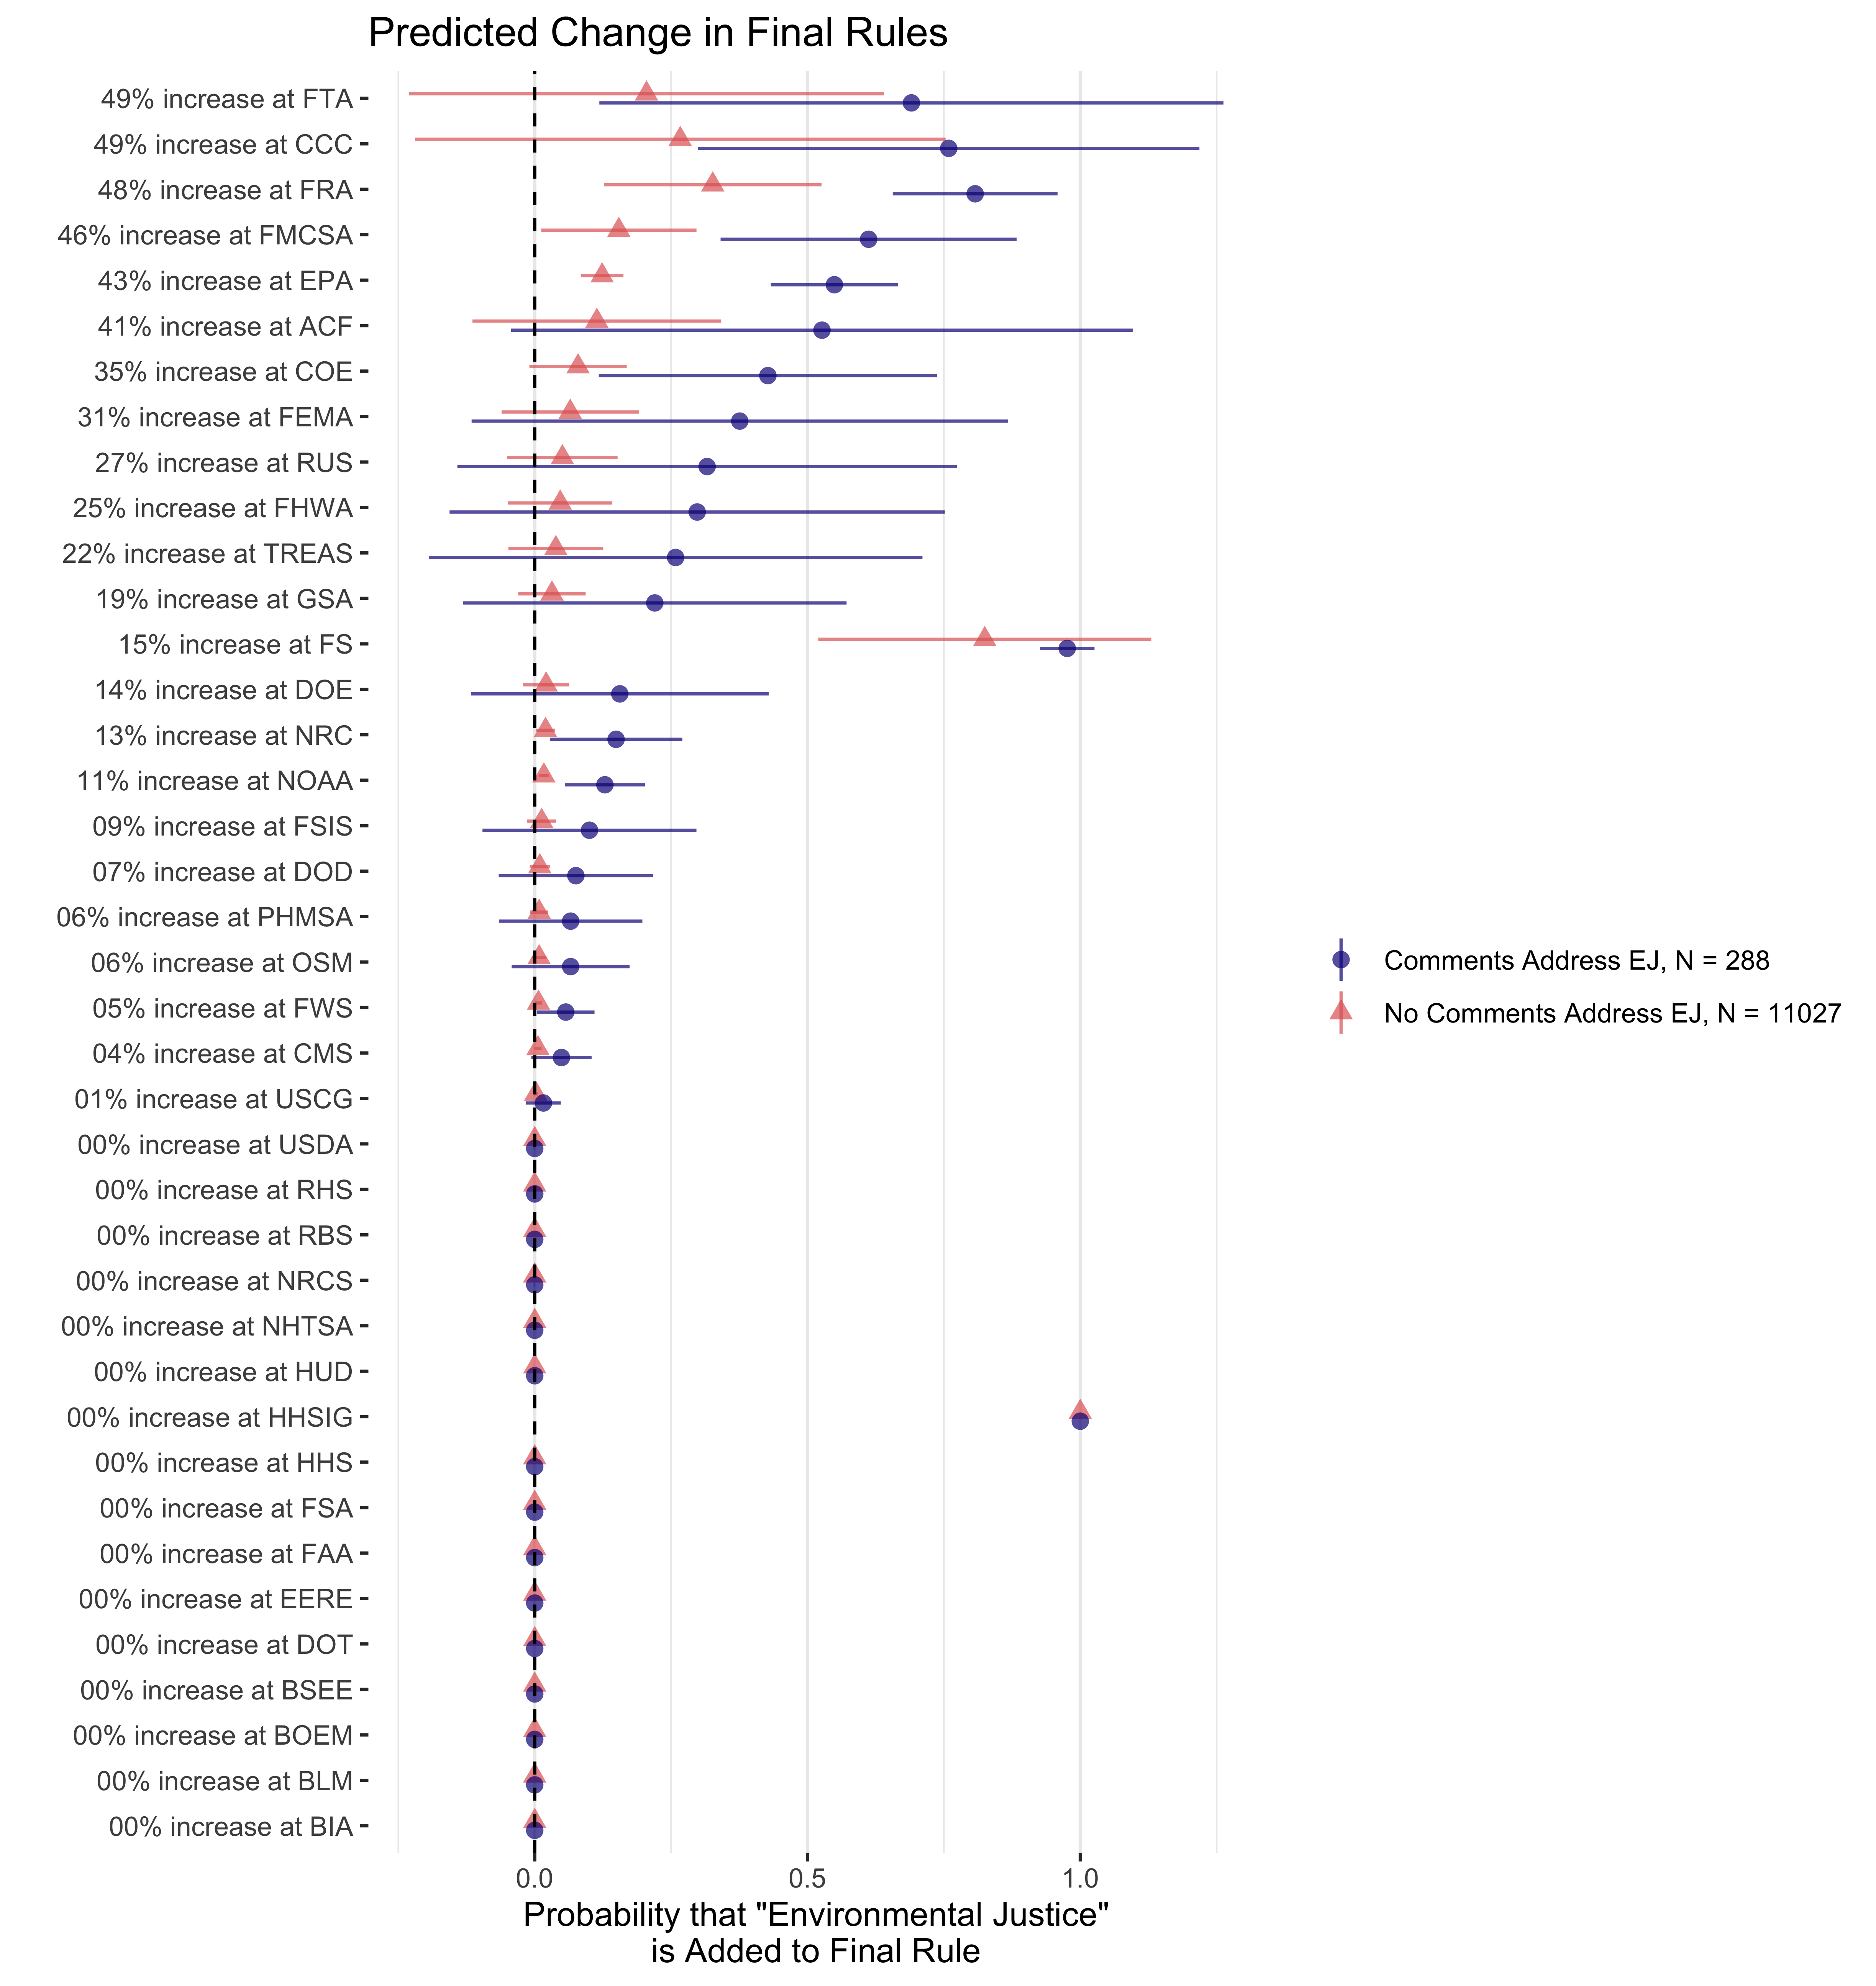 Predicted Change in Final Rules
49% increase at FTA
49% increase at CCC
48% increase at FRA
46% increase at FMCSA
43% increase at EPA
41% increase at ACF
35% increase at COE
31% increase at FEMA
27% increase at RUS
25% increase at FHWA
22% increase at TREAS
19% increase at GSA
15% increase at FS
14% increase at DOE
13% increase at NRC
11% increase at NOAA
09% increase at FSIS
07% increase at DOD
06% increase at PHMSA
06% increase at OSM
05% increase at FWS
04% increase at CMS
01% increase at USCG
00% increase at USDA
00% increase at RHS
00% increase at RBS
00% increase at NRCS
00% increase at NHTSA
00% increase at HUD
00% increase at HHSIG
00% increase at HHS
00% increase at FSA
00% increase at FAA
00% increase at EERE
00% increase at DOT
00% increase at BSEE
00% increase at BOEM
00% increase at BLM
00% increase at BIA
0.0 0.5 1.0
Probability that "Environmental Justice"
is Added to Final Rule
Comments Address EJ, N = 288
No Comments Address EJ, N = 11027